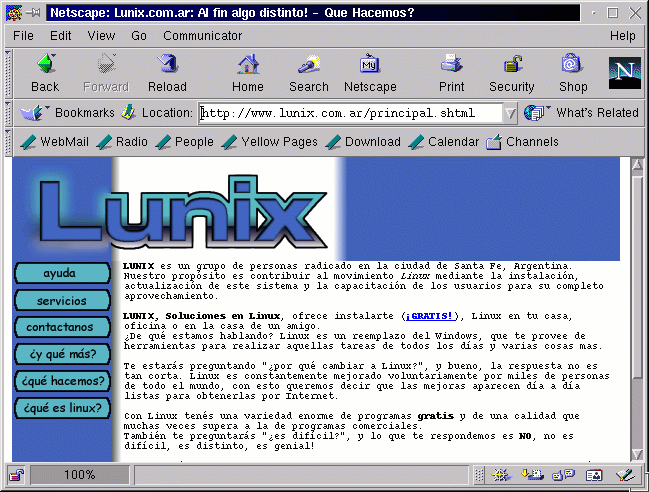 Netscape: Lunix.com.ar: Al fin algo distinto! - Que Hacemos?
File Edit View Go Communicator Help
Back Forward Reload Home Search Netscape Print Security Shop
Bookmarks Location: http://www.lunix.com.ar/principal.shtml What's Related
WebMail Radio People Yellow Pages Download Calendar Channels
Lunix
ayuda
servicios
contactanos
¿y qué más?
¿qué hacemos?
¿qué es linux?
LUNIX es un grupo de personas radicado en la ciudad de Santa Fe, Argentina.
Nuestro propósito es contribuir al movimiento Linux mediante la instalación,
actualización de este sistema y la capacitación de los usuarios para su completo
aprovechamiento.
LUNIX, Soluciones en Linux, ofrece instalarte (¡GRATIS!), Linux en tu casa,
oficina o en la casa de un amigo.
¿De qué estamos hablando? Linux es un reemplazo del Windows, que te provee de
herramientas para realizar aquellas tareas de todos los días y varias cosas mas.
Te estarás preguntando "¿por qué cambiar a Linux?", y bueno, la respuesta no es
tan corta. Linux es constantemente mejorado voluntariamente por miles de personas
de todo el mundo, con esto queremos decir que las mejoras aparecen día a día
listas para obtenerlas por Internet.
Con Linux tenés una variedad enorme de programas gratis y de una calidad que
muchas veces supera a la de programas comerciales.
También te preguntarás "¿es difícil?", y lo que te respondemos es NO, no es
difícil, es distinto, es genial!
100%